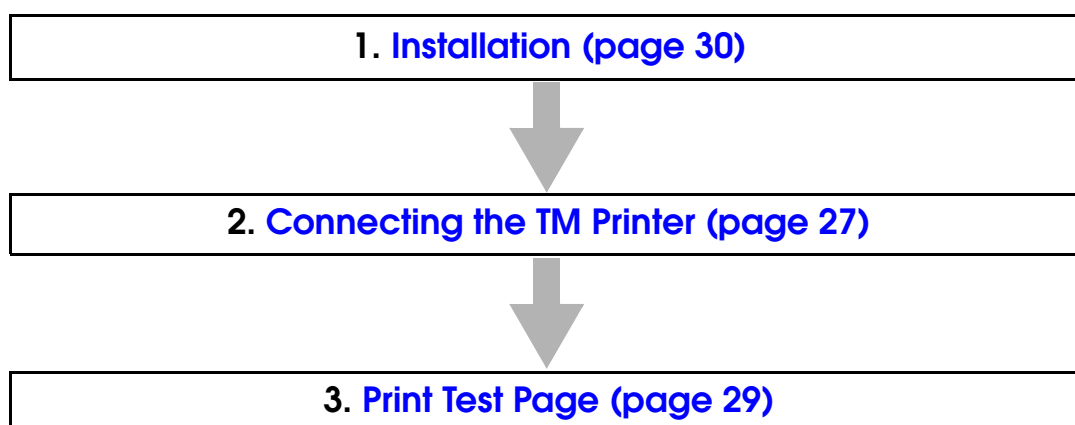 1. Installation (page 30)
2. Connecting the TM Printer (page 27)
3. Print Test Page (page 29)